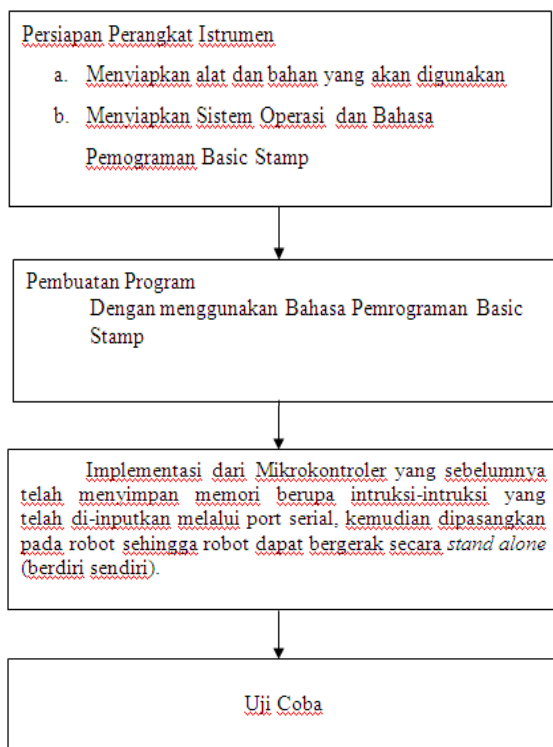 Persiapan Perangkat Istrumen
a. Menyiapkan alat dan bahan yang akan digunakan
b. Menyiapkan Sistem Operasi dan Bahasa
Pemograman Basic Stamp
Pembuatan Program
Dengan menggunakan Bahasa Pemrograman Basic
Stamp
Implementasi dari Mikrokontroler yang sebelumnya
telah menyimpan memori berupa intruksi-intruksi yang
telah di-inputkan melalui port serial, kemudian dipasangkan
pada robot sehingga robot dapat bergerak secara stand alone
(berdiri sendiri).
Uji Coba